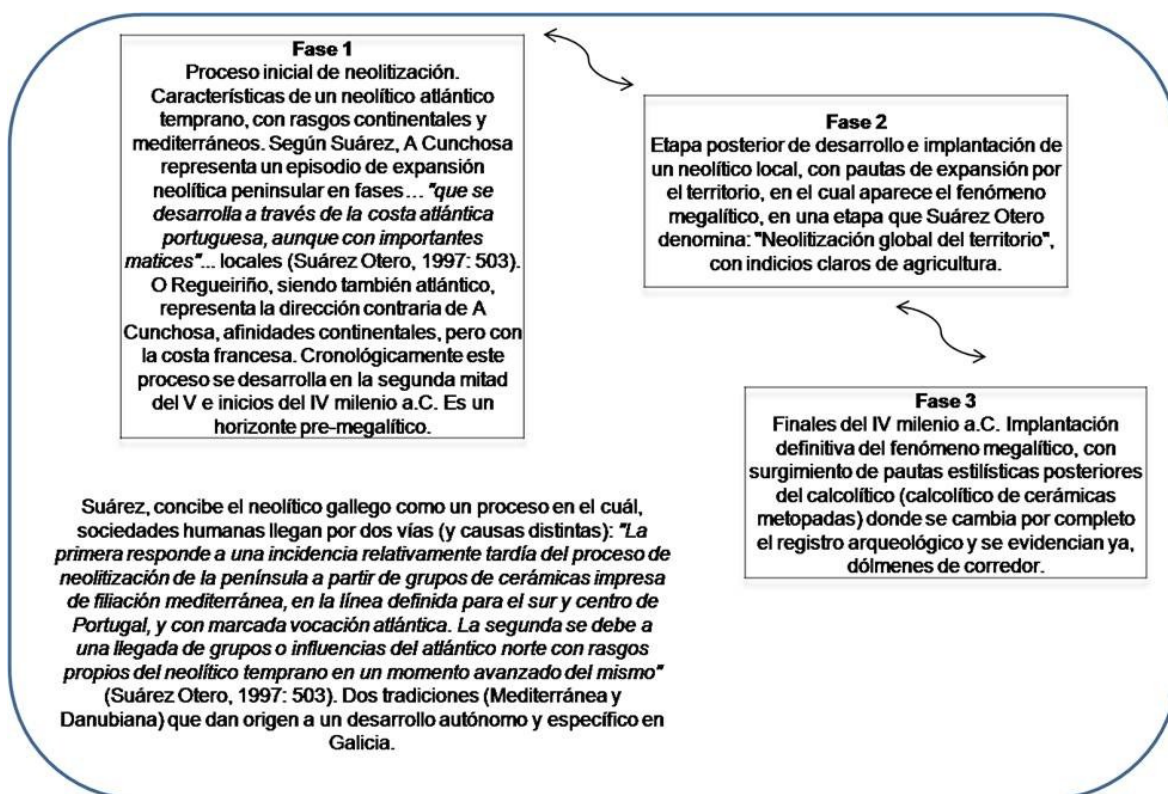 Fase 1
Proceso inicial de neolitización.
Características de un neolítico atlántico
temprano, con rasgos continentales y
mediterráneos. Según Suárez, A Cunchosa
representa un episodio de expansión
neolítica peninsular en fases… "que se
desarrolla a través de la costa atlántica
portuguesa, aunque con importantes
matices"... locales (Suárez Otero, 1997: 503).
O Regueiriño, siendo también atlántico,
representa la dirección contraria de A
Cunchosa, afinidades continentales, pero con
la costa francesa. Cronológicamente este
proceso se desarrolla en la segunda mitad
del V e inicios del IV milenio a.C. Es un
horizonte pre-megalítico.
Fase 2
Etapa posterior de desarrollo e implantación de
un neolítico local, con pautas de expansión por
el territorio, en el cual aparece el fenómeno
megalítico, en una etapa que Suárez Otero
denomina: "Neolitización global del territorio",
con indicios claros de agricultura.
Fase 3
Finales del IV milenio a.C. Implantación
definitiva del fenómeno megalítico, con
surgimiento de pautas estilísticas posteriores
del calcolítico (calcolítico de cerámicas
metopadas) donde se cambia por completo
el registro arqueológico y se evidencian ya,
dólmenes de corredor.
Suárez, concibe el neolítico gallego como un proceso en el cuál,
sociedades humanas llegan por dos vías (y causas distintas): "La
primera responde a una incidencia relativamente tardía del proceso de
neolitización de la península a partir de grupos de cerámicas impresa
de filiación mediterránea, en la línea definida para el sur y centro de
Portugal, y con marcada vocación atlántica. La segunda se debe a
una llegada de grupos o influencias del atlántico norte con rasgos
propios del neolítico temprano en un momento avanzado del mismo"
(Suárez Otero, 1997: 503). Dos tradiciones (Mediterránea y
Danubiana) que dan origen a un desarrollo autónomo y específico en
Galicia.